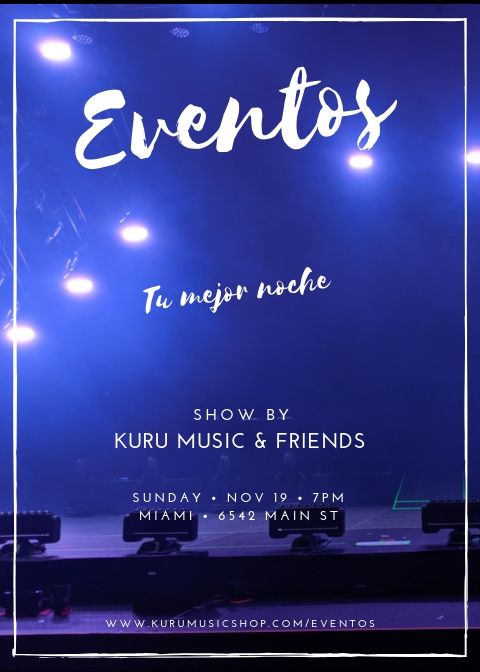 Eventos
Tu mejor noche
SHOW BY
KURU MUSIC & FRIENDS
SUNDAY • NOV 19 • 7PM
MIAMI • 6542 MAIN ST
WWW.KURUMUSICSHOP.COM/EVENTOS